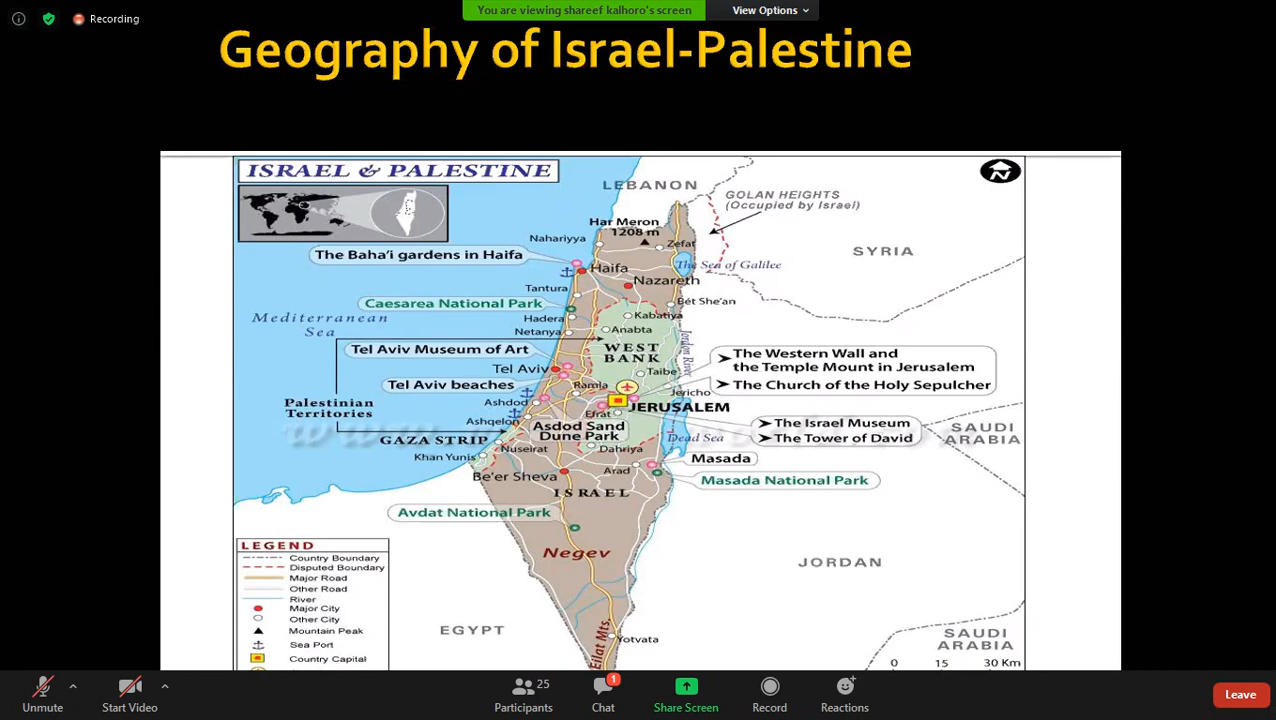 Recording
You are viewing shareef kalhoro's screen
View Options
Geography of Israel-Palestine
ISRAEL & PALESTINE
N
LEBANON
GOLAN HEIGHTS
(Occupied by Israel)
Har Meron
1208 m
Nahariyya
Zefat
SYRIA
The Baha'i gardens in Haifa
Haifa
The Sea of Galilee
Nazareth
Tantura
Caesarea National Park
Bét She'an
Mediterranean
Sea
Hadera
Kabatiya
Netanya
Anabta
Tel Aviv Museum of Art
WEST
BANK
Jordan River
The Western Wall and
the Temple Mount in Jerusalem
The Church of the Holy Sepulcher
Tel Aviv
Taibe
Tel Aviv beaches
Ramla
Jericho
Palestinian
Territories
Ashdod
JERUSALEM
Efrat
Ashqelon
Asdod Sand
Dune Park
The Israel Museum
The Tower of David
SAUDI
ARABIA
GAZA STRIP
Dead Sea
Nuseirat
Dahriya
Khan Yunis
Masada
Arad
Be'er Sheva
Masada National Park
ISRAEL
Avdat National Park
Negev
JORDAN
EGYPT
Eilat Mts.
Yotvata
SAUDI
ARABIA
0 15 30 Km
LEGEND
Country Boundary
Disputed Boundary
Major Road
Other Road
River
Major City
Other City
Mountain Peak
Sea Port
Country Capital
Unmute
Start Video
25
Participants
1
Chat
Share Screen
Record
Reactions
Leave